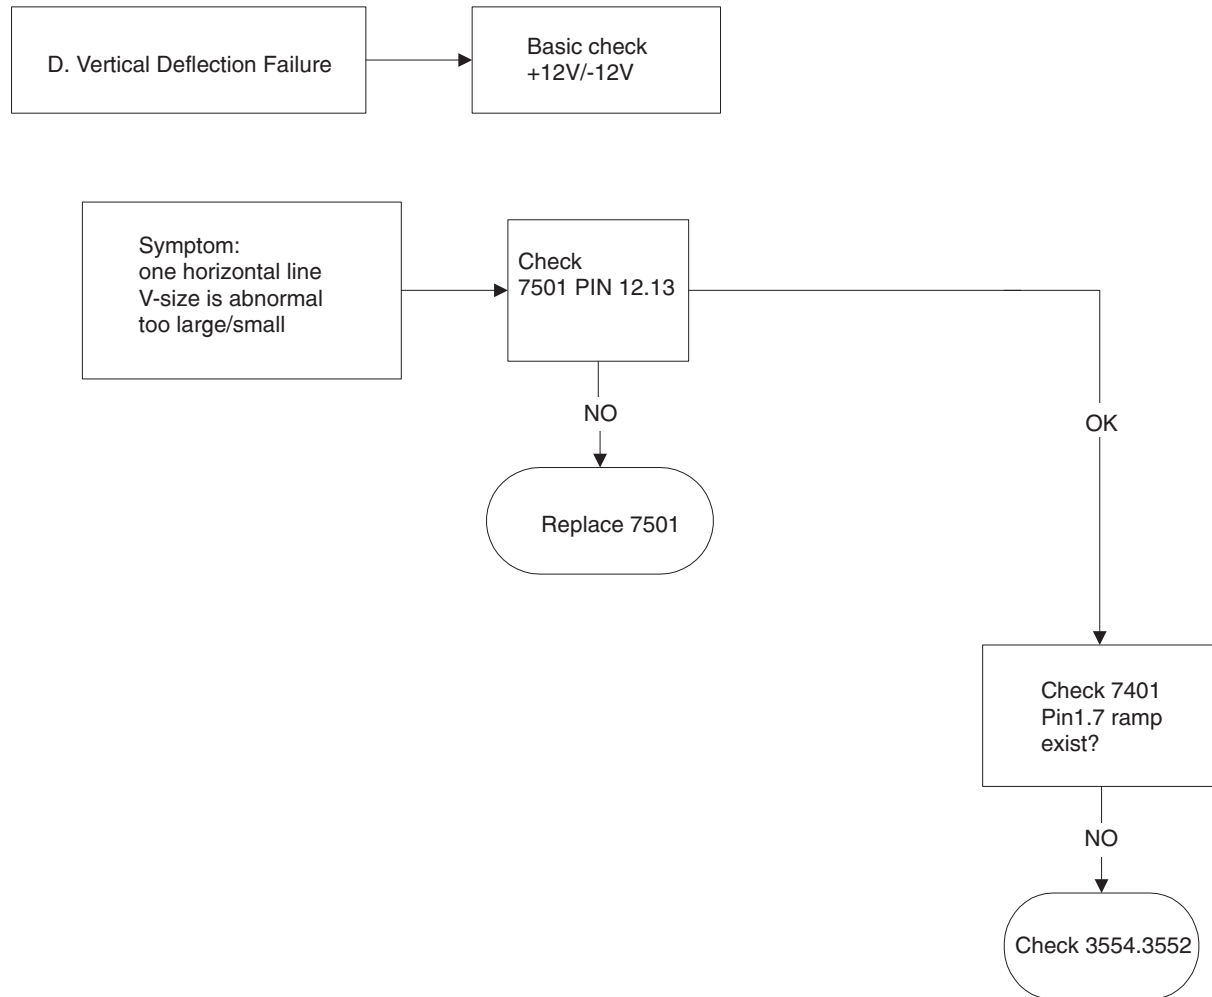 D. Vertical Deflection Failure
Basic check
+12V/-12V
Symptom:
one horizontal line
V-size is abnormal
too large/small
Check
7501 PIN 12.13
NO
OK
Replace 7501
Check 7401
Pin1.7 ramp
exist?
NO
Check 3554.3552